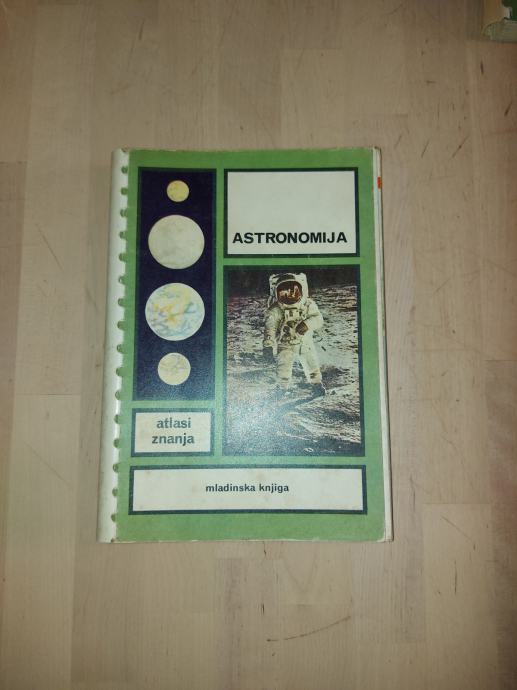 ASTRONOMIJA
atlasi
znanja
mladinska knjiga